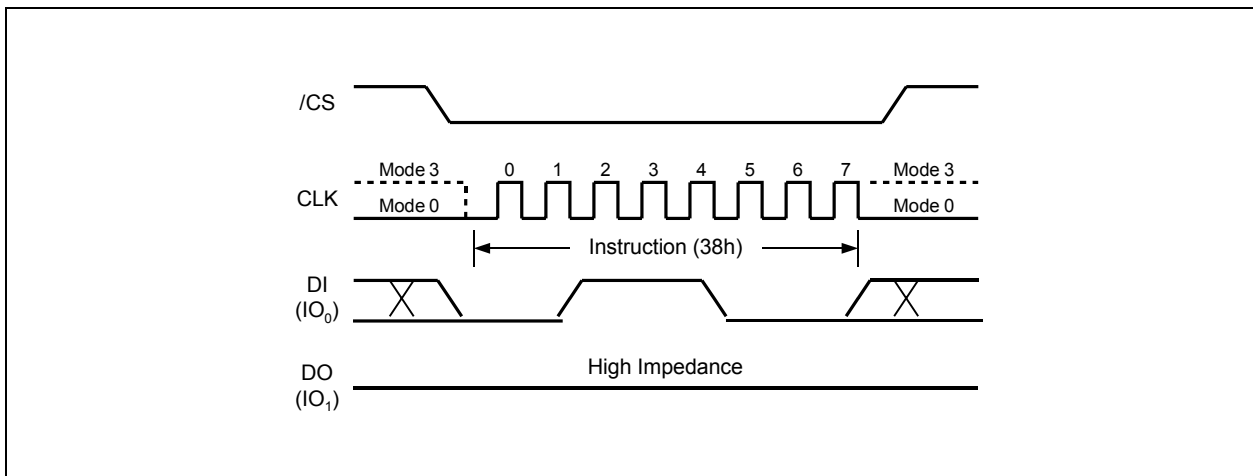 /CS
Mode 3 0 1 2 3 4 5 6 7 Mode 3
CLK
Mode 0 Mode 0
Instruction (38h)
DI
(IO0)
High Impedance
DO
(IO1)